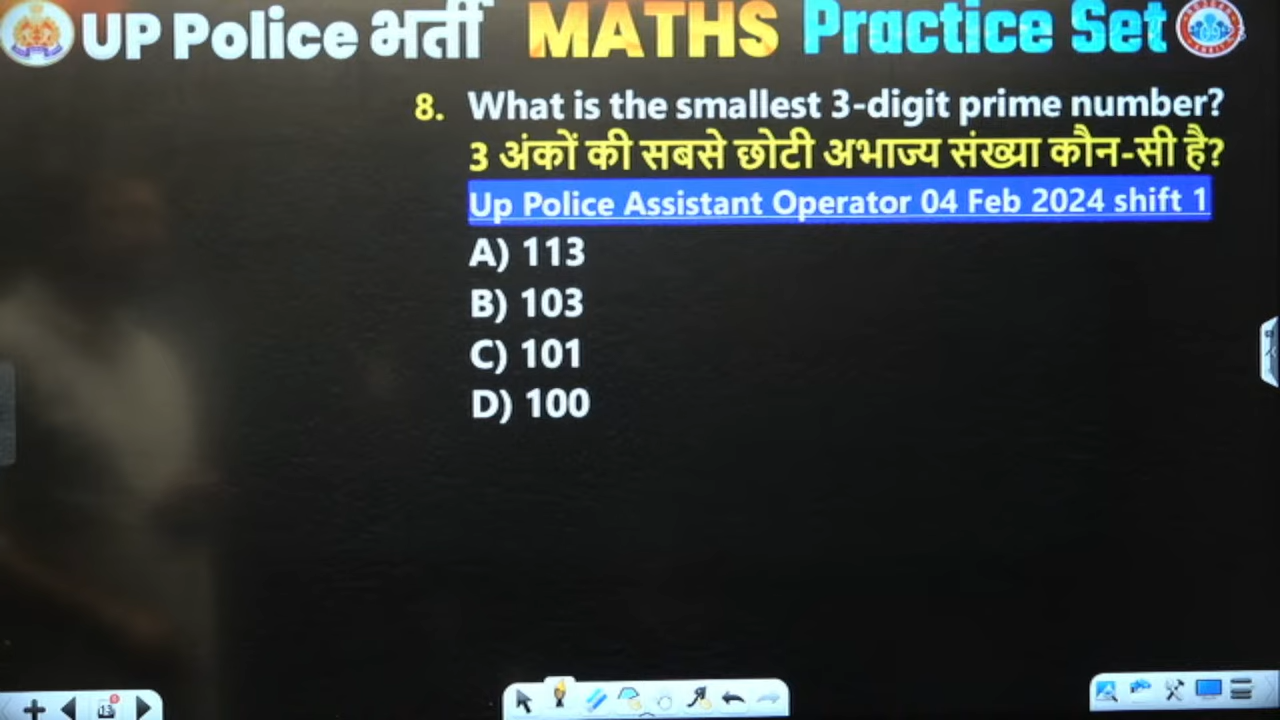 UP Police भर्ती MATHS Practice Set
8. What is the smallest 3-digit prime number?
3 अंकों की सबसे छोटी अभाज्य संख्या कौन-सी है?
Up Police Assistant Operator 04 Feb 2024 shift 1
A) 113
B) 103
C) 101
D) 100
13